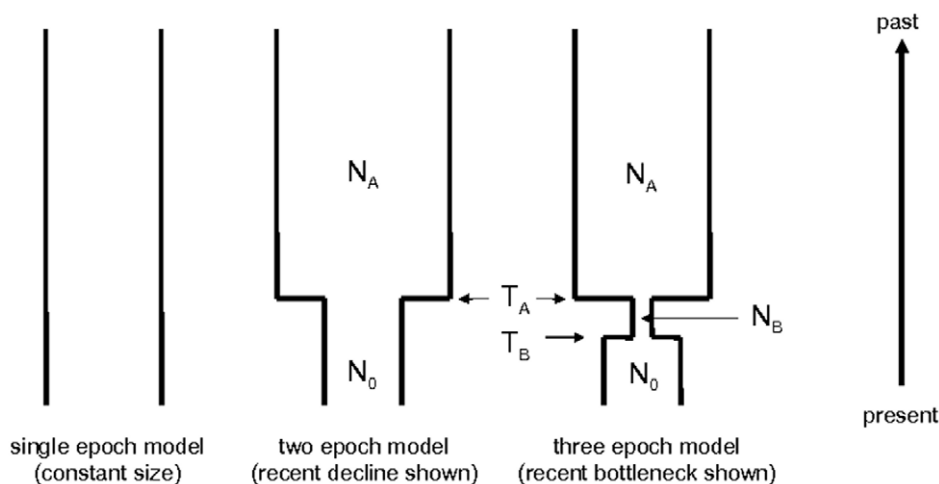 past
N_A
N_A
T_A
N_B
T_B
N_0
N_0
present
single epoch model
(constant size)
two epoch model
(recent decline shown)
three epoch model
(recent bottleneck shown)